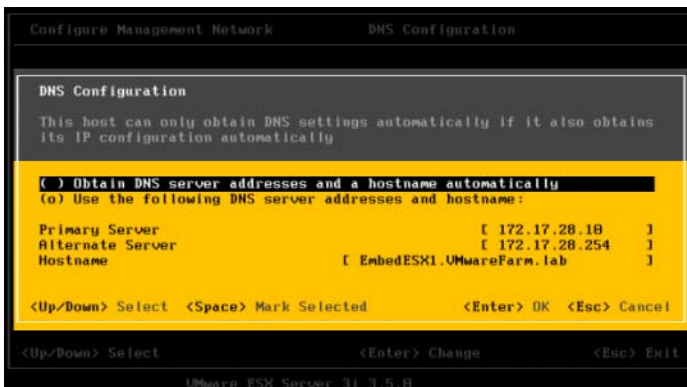 Configure Management Network DNS Configuration
DNS Configuration
This host can only obtain DNS settings automatically if it also obtains
its IP configuration automatically
( ) Obtain DNS server addresses and a hostname automatically
(o) Use the following DNS server addresses and hostname:
Primary Server [ 172.17.28.10 ]
Alternate Server [ 172.17.28.254 ]
Hostname [ EmbedESX1.VMwareFarm.lab ]
<Up/Down> Select <Space> Mark Selected <Enter> OK <Esc> Cancel
<Up/Down> Select <Enter> Change <Esc> Exit
VMware ESX Server 3i 3.5.0